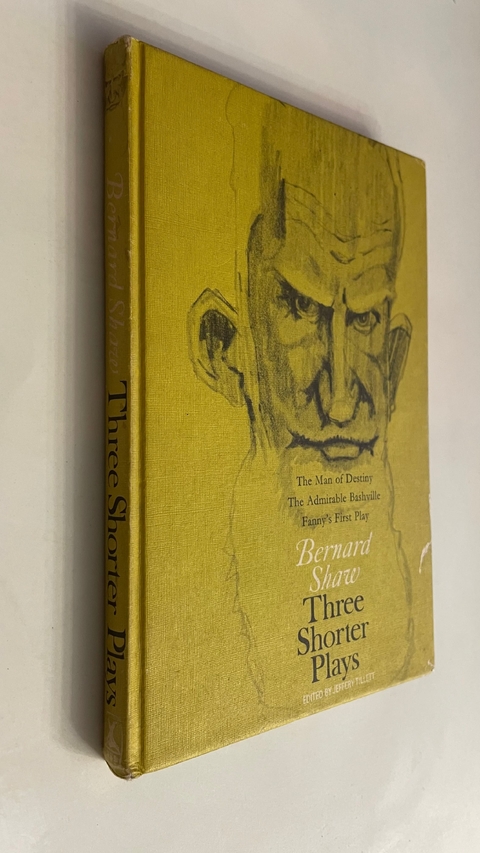 Bernard Shaw Three Shorter Plays
The Man of Destiny
The Admirable Bashville
Fanny's First Play
Bernard
Shaw
Three
Shorter
Plays
EDITED BY JEFFERY TILLETT